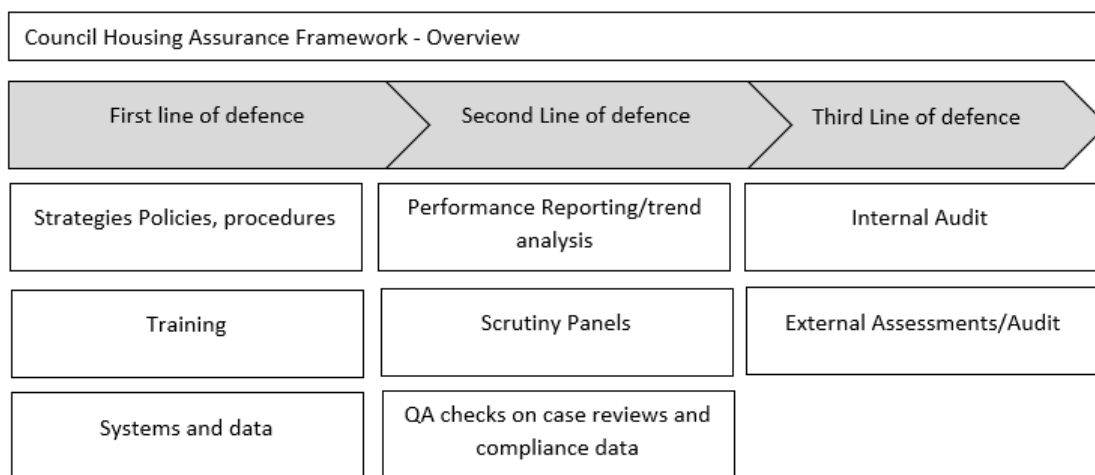 Council Housing Assurance Framework - Overview
First line of defence
Second Line of defence
Third Line of defence
Strategies Policies, procedures
Performance Reporting/trend
analysis
Internal Audit
Training
Scrutiny Panels
External Assessments/Audit
Systems and data
QA checks on case reviews and
compliance data